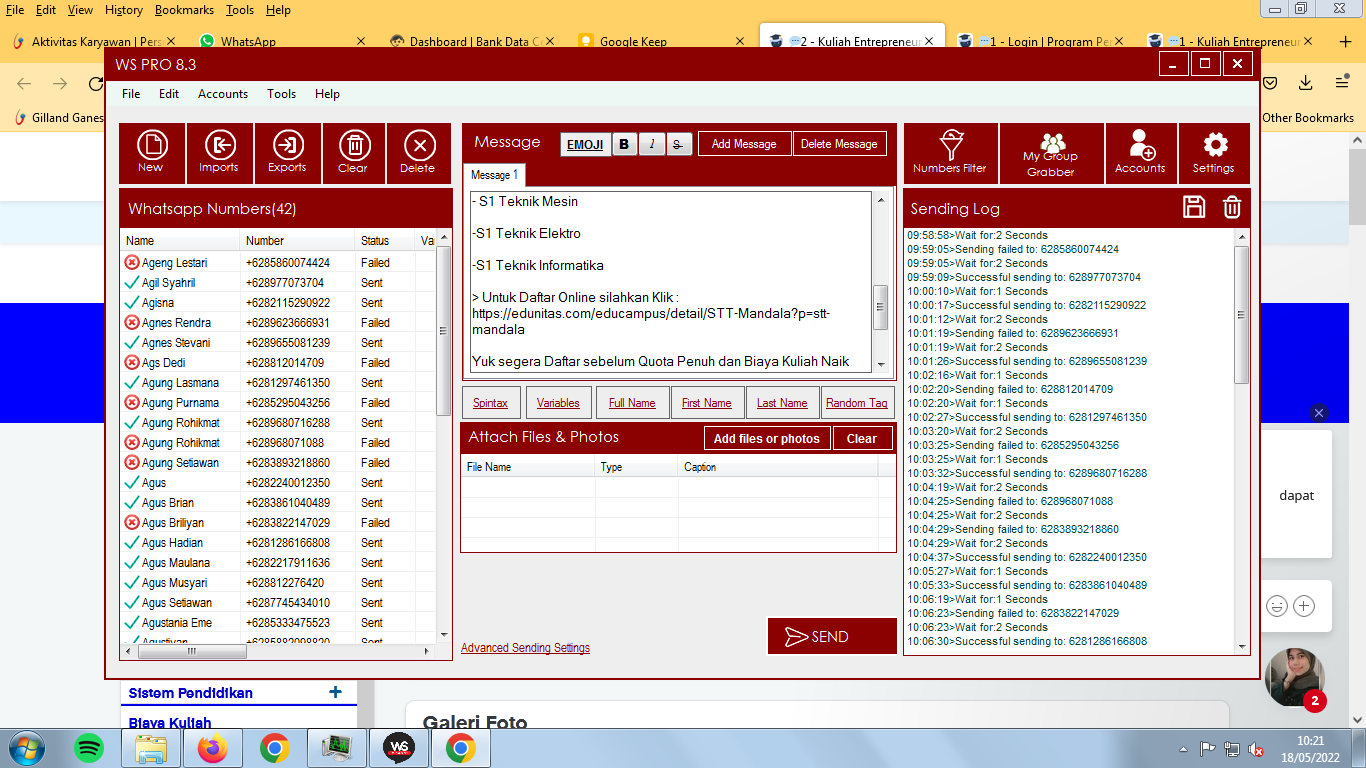 File Edit View History Bookmarks Tools Help
Aktivitas Karyawan | Pers
WhatsApp
Dashboard | Bank Data C
Google Keep
2 - Kuliah Entrepreneur
1 - Login | Program Pe
1 - Kuliah Entrepreneur
Gilland Ganes
Other Bookmarks
WS PRO 8.3
File Edit Accounts Tools Help
New Imports Exports Clear Delete
Whatsapp Numbers(42)
Name Number Status Va
Ageng Lestari +6285860074424 Failed
Agil Syahril +628977073704 Sent
Agisna +6282115290922 Sent
Agnes Rendra +6289623666931 Failed
Agnes Stevani +6289655081239 Sent
Ags Dedi +628812014709 Failed
Agung Lasmana +6281297461350 Sent
Agung Purnama +6285295043256 Failed
Agung Rohikmat +6289680716288 Sent
Agung Rohikmat +628968071088 Failed
Agung Setiawan +6283893218860 Failed
Agus +6282240012350 Sent
Agus Brian +6283861040489 Sent
Agus Briliyan +6283822147029 Failed
Agus Hadian +6281286166808 Sent
Agus Maulana +6282217911636 Sent
Agus Musyari +628812276420 Sent
Agus Setiawan +6287745434010 Sent
Agustania Eme +6285333475523 Sent
Agustiyan +6285882098820 Sent
Message EMOJI B I S Add Message Delete Message
Message 1
- S1 Teknik Mesin
-S1 Teknik Elektro
-S1 Teknik Informatika
> Untuk Daftar Online silahkan Klik :
https://edunitas.com/educampus/detail/STT-Mandala?p=stt-
mandala
Yuk segera Daftar sebelum Quota Penuh dan Biaya Kuliah Naik
Spintax Variables Full Name First Name Last Name Random Tag
Attach Files & Photos Add files or photos Clear
File Name Type Caption
Advanced Sending Settings
SEND
Numbers Filter
My Group
Grabber
Accounts
Settings
Sending Log
09:58:58>Wait for:2 Seconds
09:59:05>Sending failed to: 6285860074424
09:59:05>Wait for:2 Seconds
09:59:09>Successful sending to: 628977073704
10:00:10>Wait for:1 Seconds
10:00:17>Successful sending to: 6282115290922
10:01:12>Wait for:2 Seconds
10:01:19>Sending failed to: 6289623666931
10:01:19>Wait for:2 Seconds
10:01:26>Successful sending to: 6289655081239
10:02:16>Wait for:1 Seconds
10:02:20>Sending failed to: 628812014709
10:02:20>Wait for:1 Seconds
10:02:27>Successful sending to: 6281297461350
10:03:20>Wait for:2 Seconds
10:03:25>Sending failed to: 6285295043256
10:03:25>Wait for:1 Seconds
10:03:32>Successful sending to: 6289680716288
10:04:19>Wait for:2 Seconds
10:04:25>Sending failed to: 628968071088
10:04:25>Wait for:2 Seconds
10:04:29>Sending failed to: 6283893218860
10:04:29>Wait for:2 Seconds
10:04:37>Successful sending to: 6282240012350
10:05:27>Wait for:1 Seconds
10:05:33>Successful sending to: 6283861040489
10:06:19>Wait for:1 Seconds
10:06:23>Sending failed to: 6283822147029
10:06:23>Wait for:2 Seconds
10:06:30>Successful sending to: 6281286166808
dapat
2
Sistem Pendidikan +
Biaya Kuliah
Galeri Foto
WS
10:21
18/05/2022